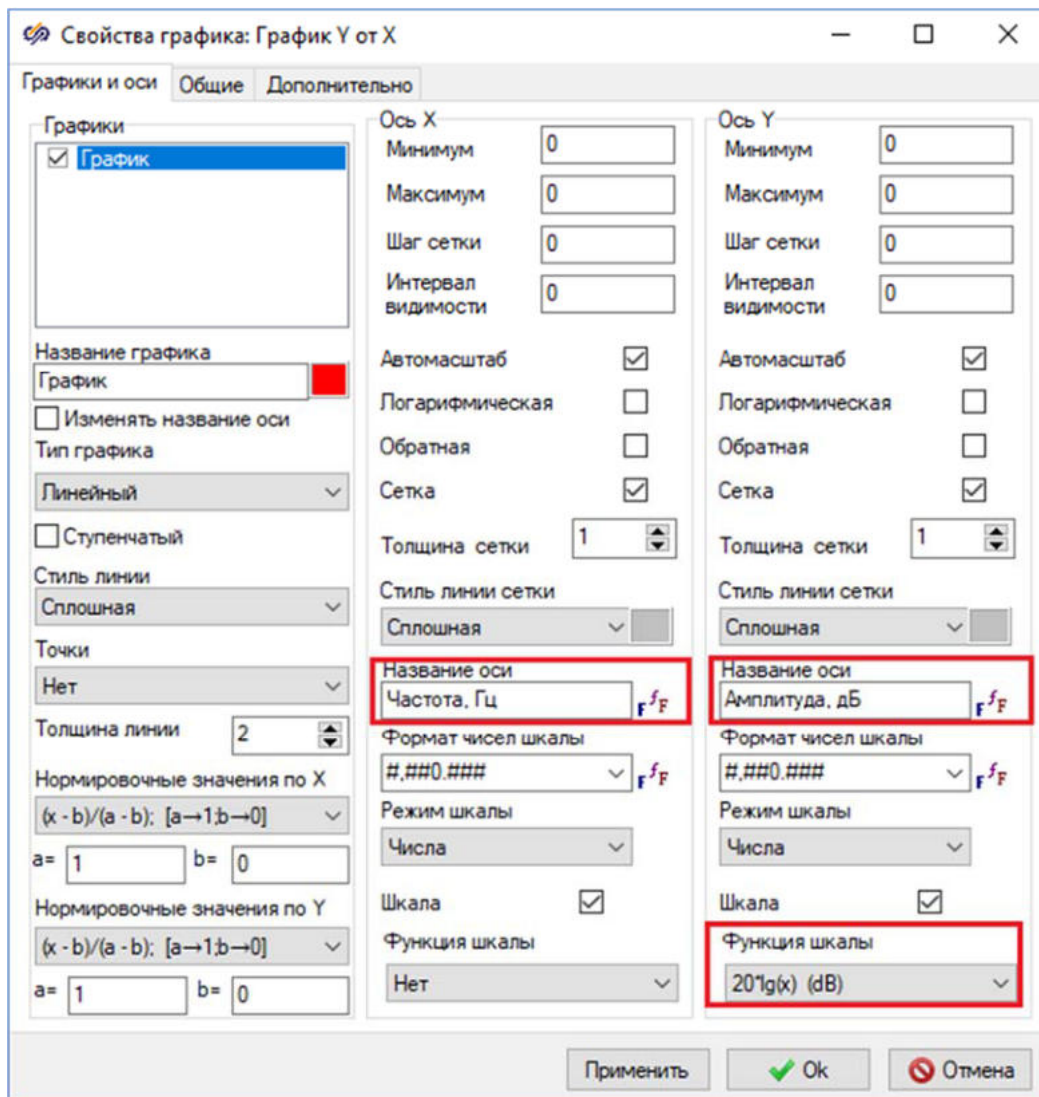 Свойства графика: График Y от X
Графики и оси
Общие
Дополнительно
Графики
График
Название графика
График
Изменять название оси
Тип графика
Линейный
Ступенчатый
Стиль линии
Сплошная
Точки
Нет
Толщина линии
2
Нормировочные значения по X
(x - b)/(a - b); [a→1;b→0]
a= 1 b= 0
Нормировочные значения по Y
(x - b)/(a - b); [a→1;b→0]
a= 1 b= 0
Ось X
Минимум 0
Максимум 0
Шаг сетки 0
Интервал
видимости 0
Автомасштаб
Логарифмическая
Обратная
Сетка
Толщина сетки 1
Стиль линии сетки
Сплошная
Название оси
Частота, Гц
F f F
Формат чисел шкалы
#,##0.###
F f F
Режим шкалы
Числа
Шкала
Функция шкалы
Нет
Ось Y
Минимум 0
Максимум 0
Шаг сетки 0
Интервал
видимости 0
Автомасштаб
Логарифмическая
Обратная
Сетка
Толщина сетки 1
Стиль линии сетки
Сплошная
Название оси
Амплитуда, дБ
F f F
Формат чисел шкалы
#,##0.###
F f F
Режим шкалы
Числа
Шкала
Функция шкалы
20*lg(x) (dB)
Применить
Ok
Отмена